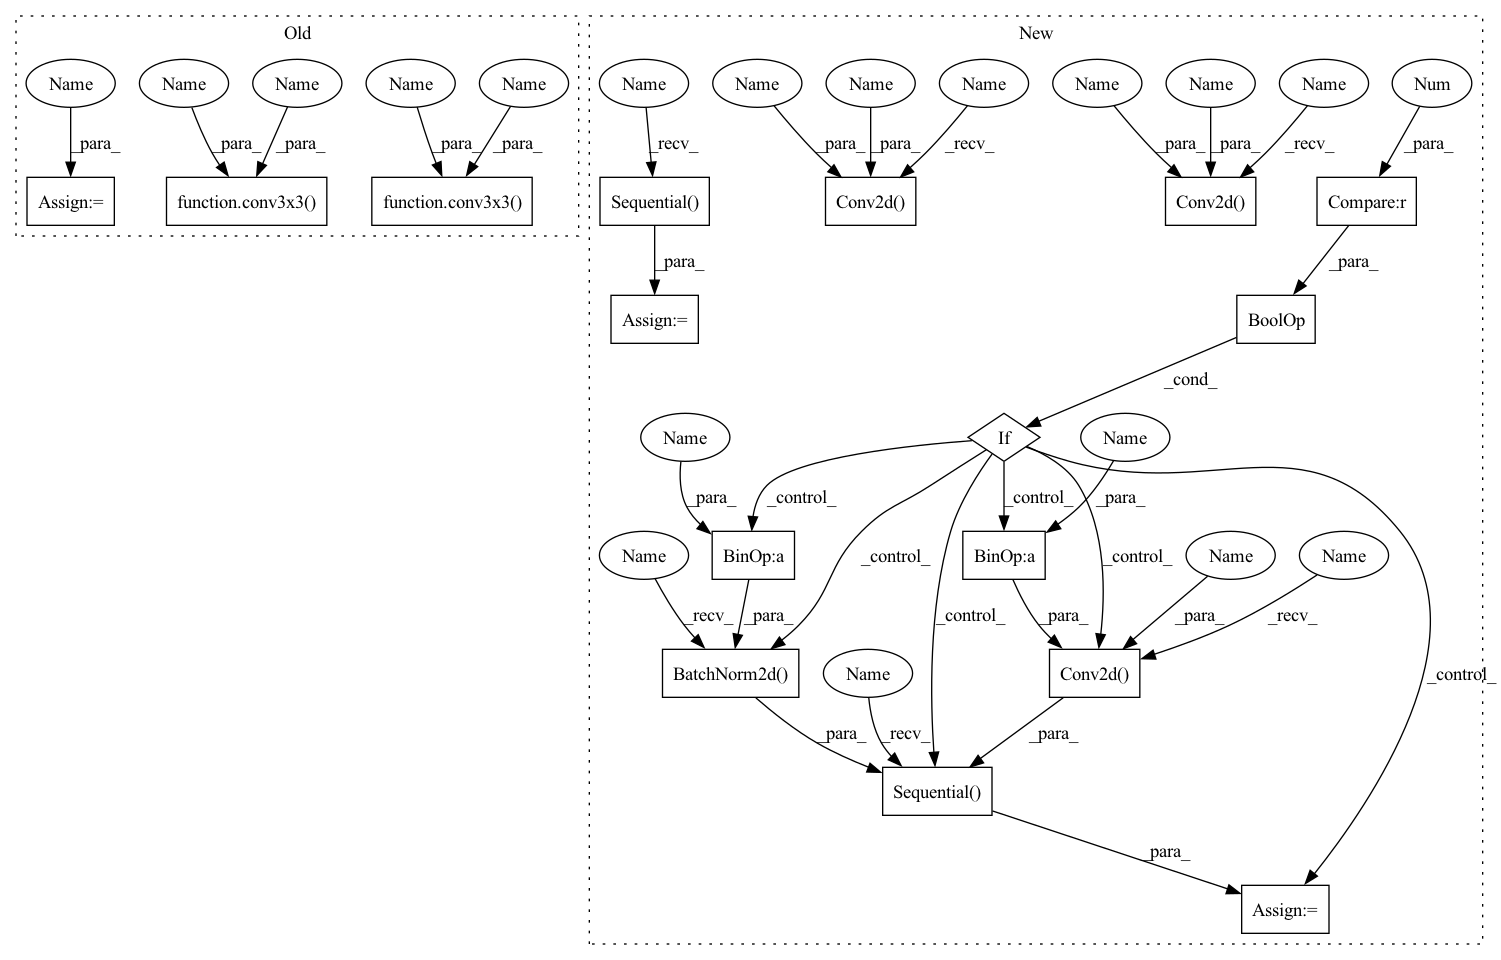 Old
New
Name
Name
Name
Name
Name
Name
Name
Name
Name
Name
Name
Name
Num
_para_
_para_
_para_
_para_
_para_
_recv_
_para_
_para_
_recv_
_para_
_para_
_recv_
_para_
Assign:=
function.conv3x3()
function.conv3x3()
Sequential()
Conv2d()
Conv2d()
Compare:r
_para_
_para_
Assign:=
BoolOp
_cond_
Name
If
Name
_para_
_control_
_control_
_para_
Name
BinOp:a
BinOp:a
Name
Name
_control_
_control_
_recv_
_para_
_control_
_para_
_para_
_recv_
BatchNorm2d()
Name
Conv2d()
_control_
_para_
_recv_
_para_
Sequential()
_para_
Assign:=